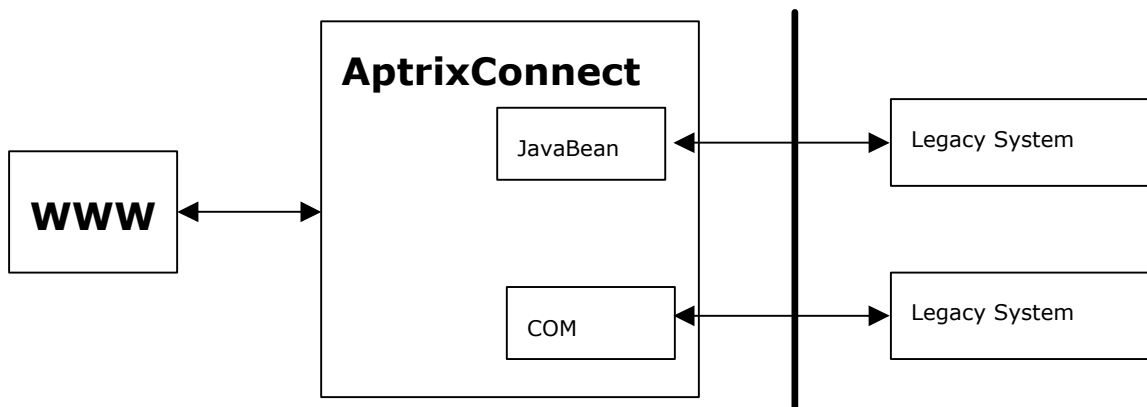 AptrixConnect
JavaBean
Legacy System
WWW
COM
Legacy System